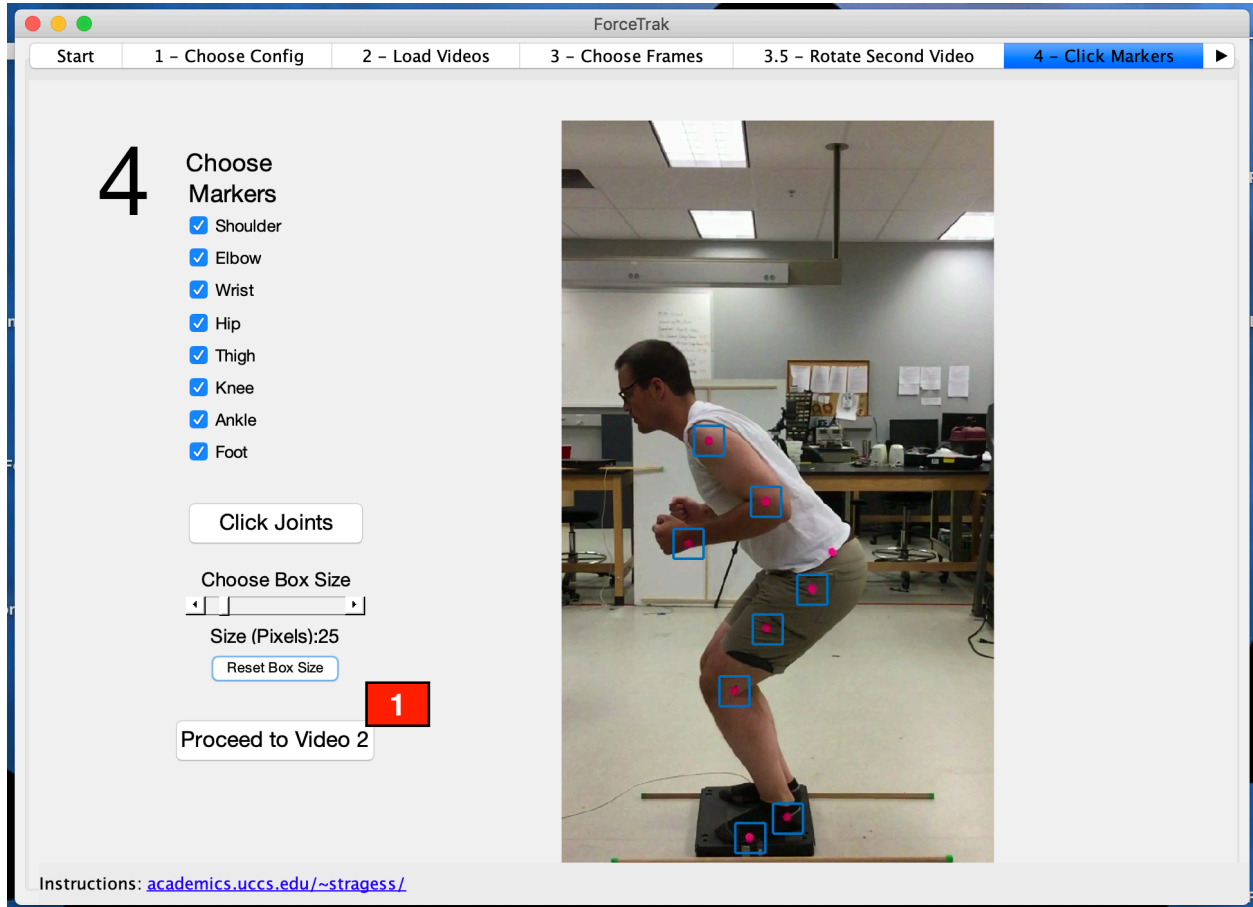 ForceTrak
Start 1 – Choose Config 2 – Load Videos 3 – Choose Frames 3.5 – Rotate Second Video 4 – Click Markers
4
Choose
Markers
Shoulder
Elbow
Wrist
Hip
Thigh
Knee
Ankle
Foot
Click Joints
Choose Box Size
Size (Pixels):25
Reset Box Size
1
Proceed to Video 2
Instructions: academics.uccs.edu/~stragess/